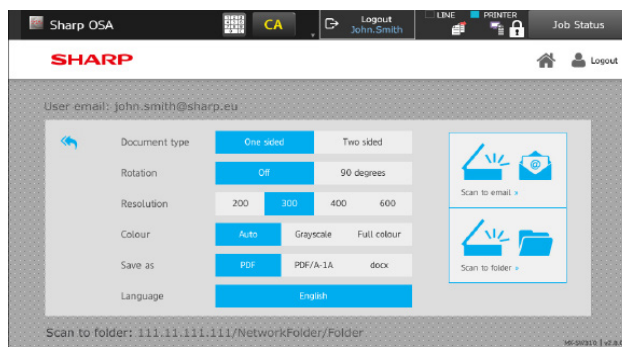 Sharp OSA
CA
Logout
John.Smith
LINE
PRINTER
Job Status
SHARP
Logout
User email: john.smith@sharp.eu
Document type One sided Two sided
Rotation Off 90 degrees
Resolution 200 300 400 600
Colour Auto Grayscale Full colour
Save as PDF PDF/A-1A docx
Language English
Scan to email »
Scan to folder »
Scan to folder: 111.11.111.111/NetworkFolder/Folder